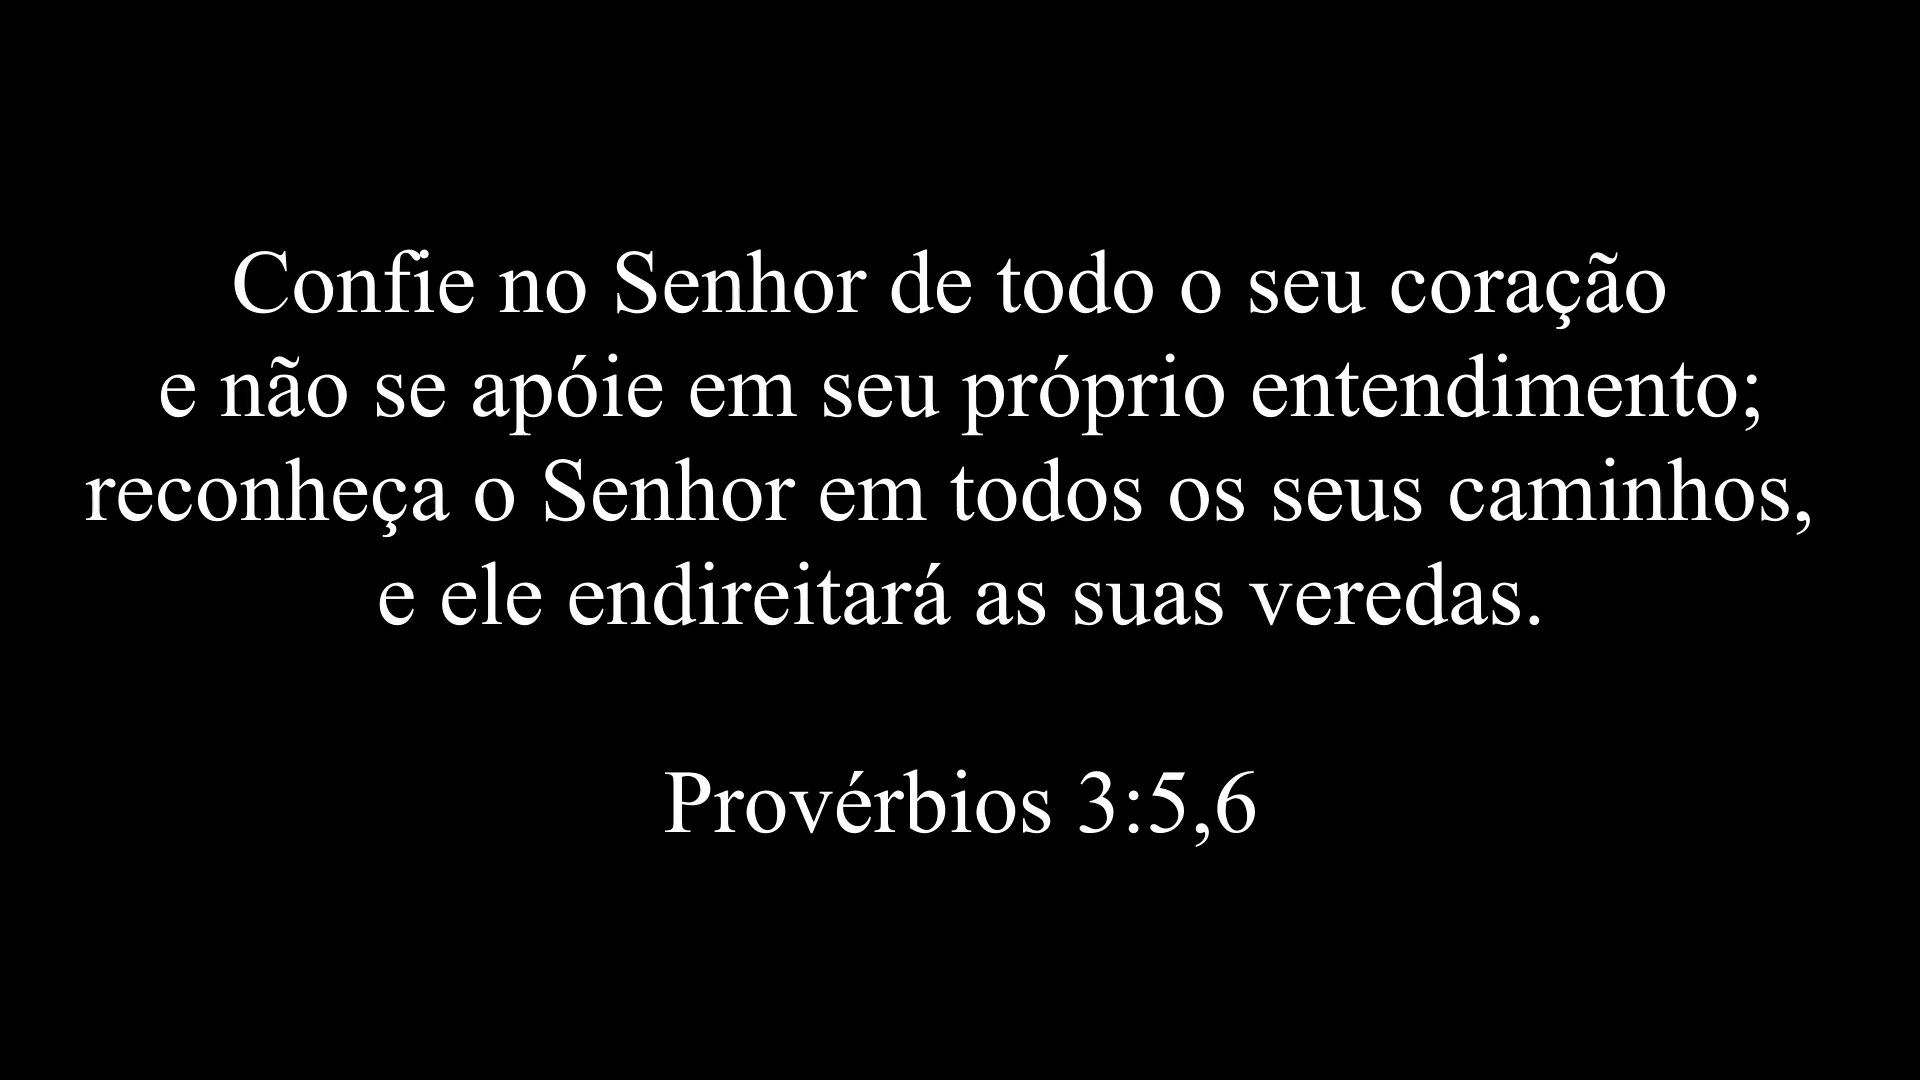 Confie no Senhor de todo o seu coração
e não se apóie em seu próprio entendimento;
reconheça o Senhor em todos os seus caminhos,
e ele endireitará as suas veredas.
Provérbios 3:5,6